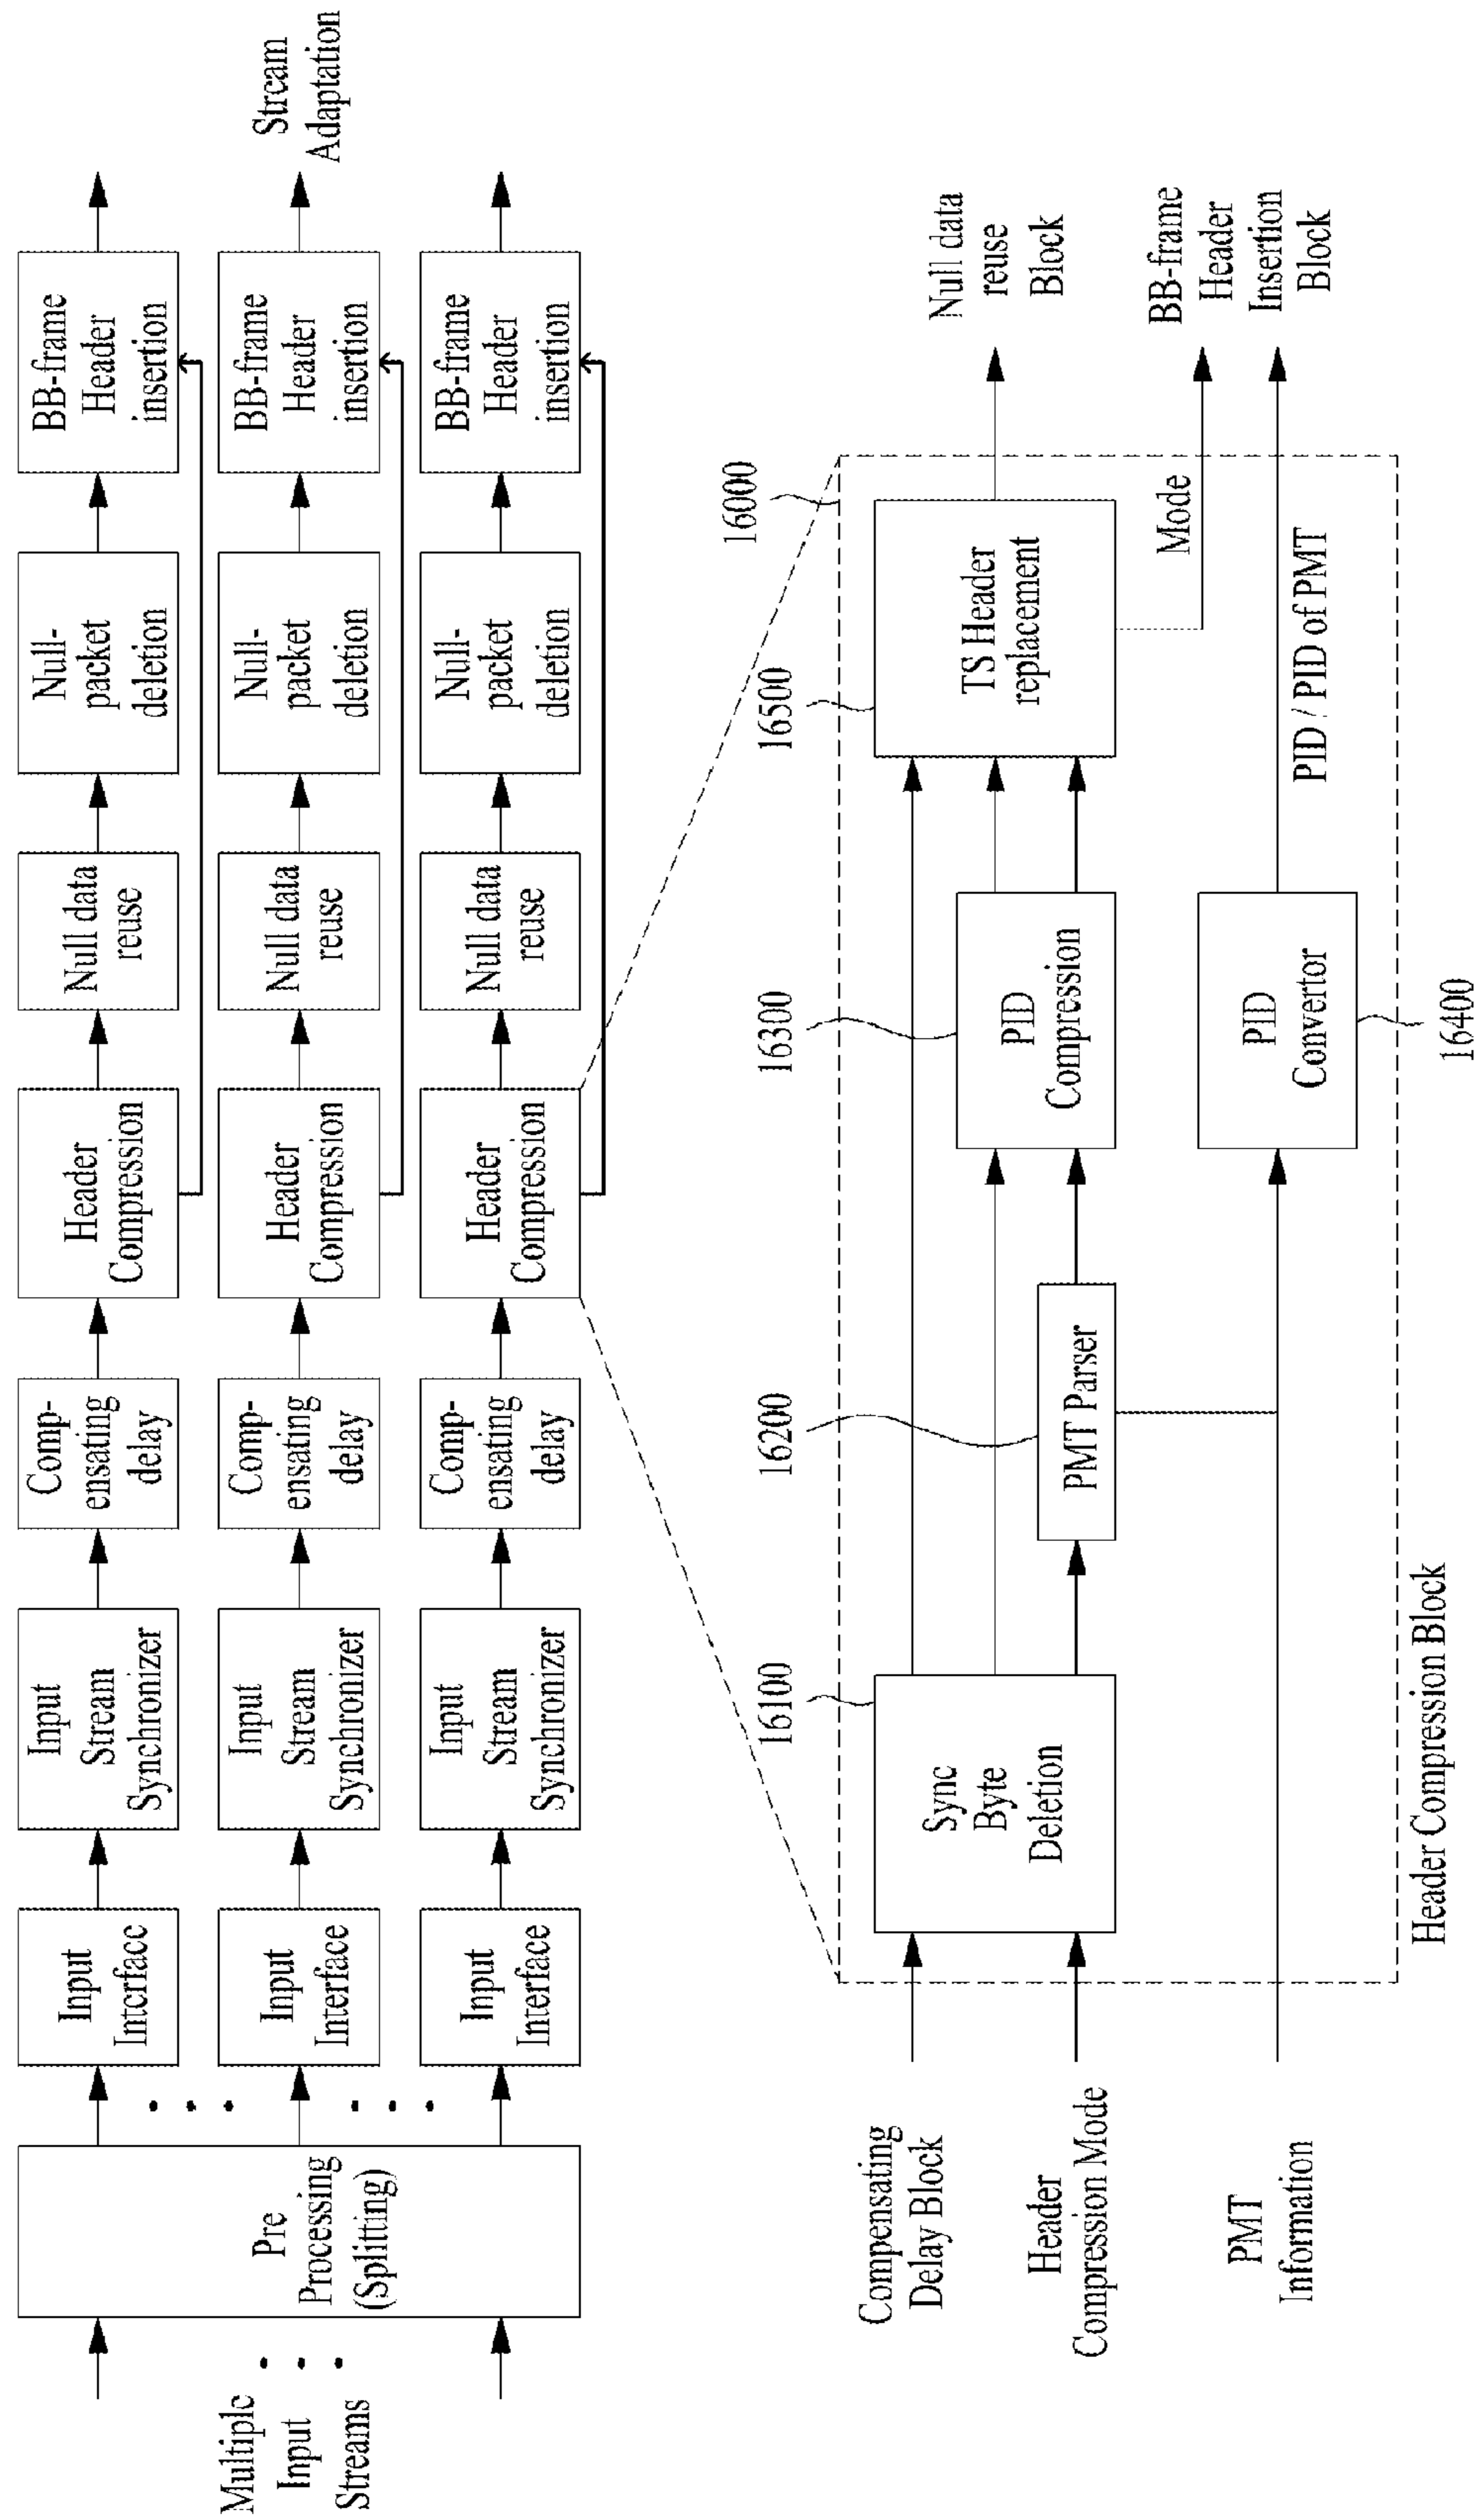 Multiple
Input
Streams
Pre
Processing
(Splitting)
Input
Interface
Input
Stream
Synchronizer
Comp-
ensating
delay
Header
Compression
Null data
reuse
Null-
packet
deletion
BB-frame
Header
insertion
Input
Interface
Input
Stream
Synchronizer
Comp-
ensating
delay
Header
Compression
Null data
reuse
Null-
packet
deletion
BB-frame
Header
insertion
Stream
Adaptation
Input
Interface
Input
Stream
Synchronizer
Comp-
ensating
delay
Header
Compression
Null data
reuse
Null-
packet
deletion
BB-frame
Header
insertion
16000
16100
16200
16300
16500
Compensating
Delay Block
Header
Compression Mode
PMT
Information
Sync
Byte
Deletion
PMT Parser
PID
Compression
TS Header
replacement
Null data
reuse
Block
Mode
BB-frame
Header
Insertion
Block
PID
Convertor
PID / PID of PMT
16400
Header Compression Block